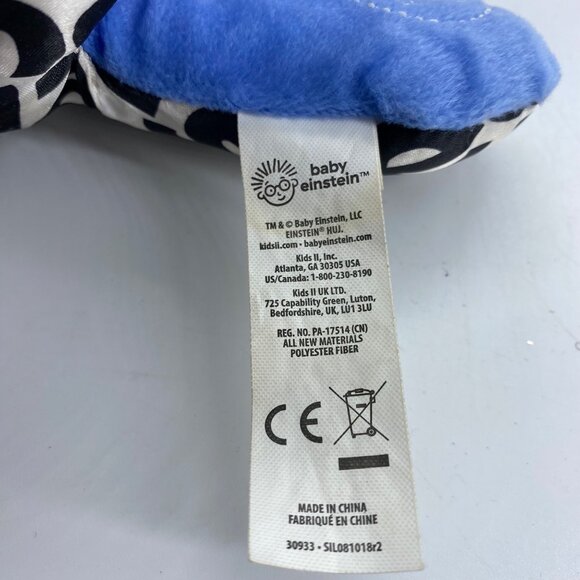 baby
einstein™
TM & © Baby Einstein, LLC
EINSTEIN® HUJ.
kidsii.com • babyeinstein.com
Kids II, Inc.
Atlanta, GA 30305 USA
US/Canada: 1-800-230-8190
Kids II UK LTD.
725 Capability Green, Luton,
Bedfordshire, UK, LU1 3LU
REG. NO. PA-17514 (CN)
ALL NEW MATERIALS
POLYESTER FIBER
CE
MADE IN CHINA
FABRIQUÉ EN CHINE
30933 • SIL081018r2